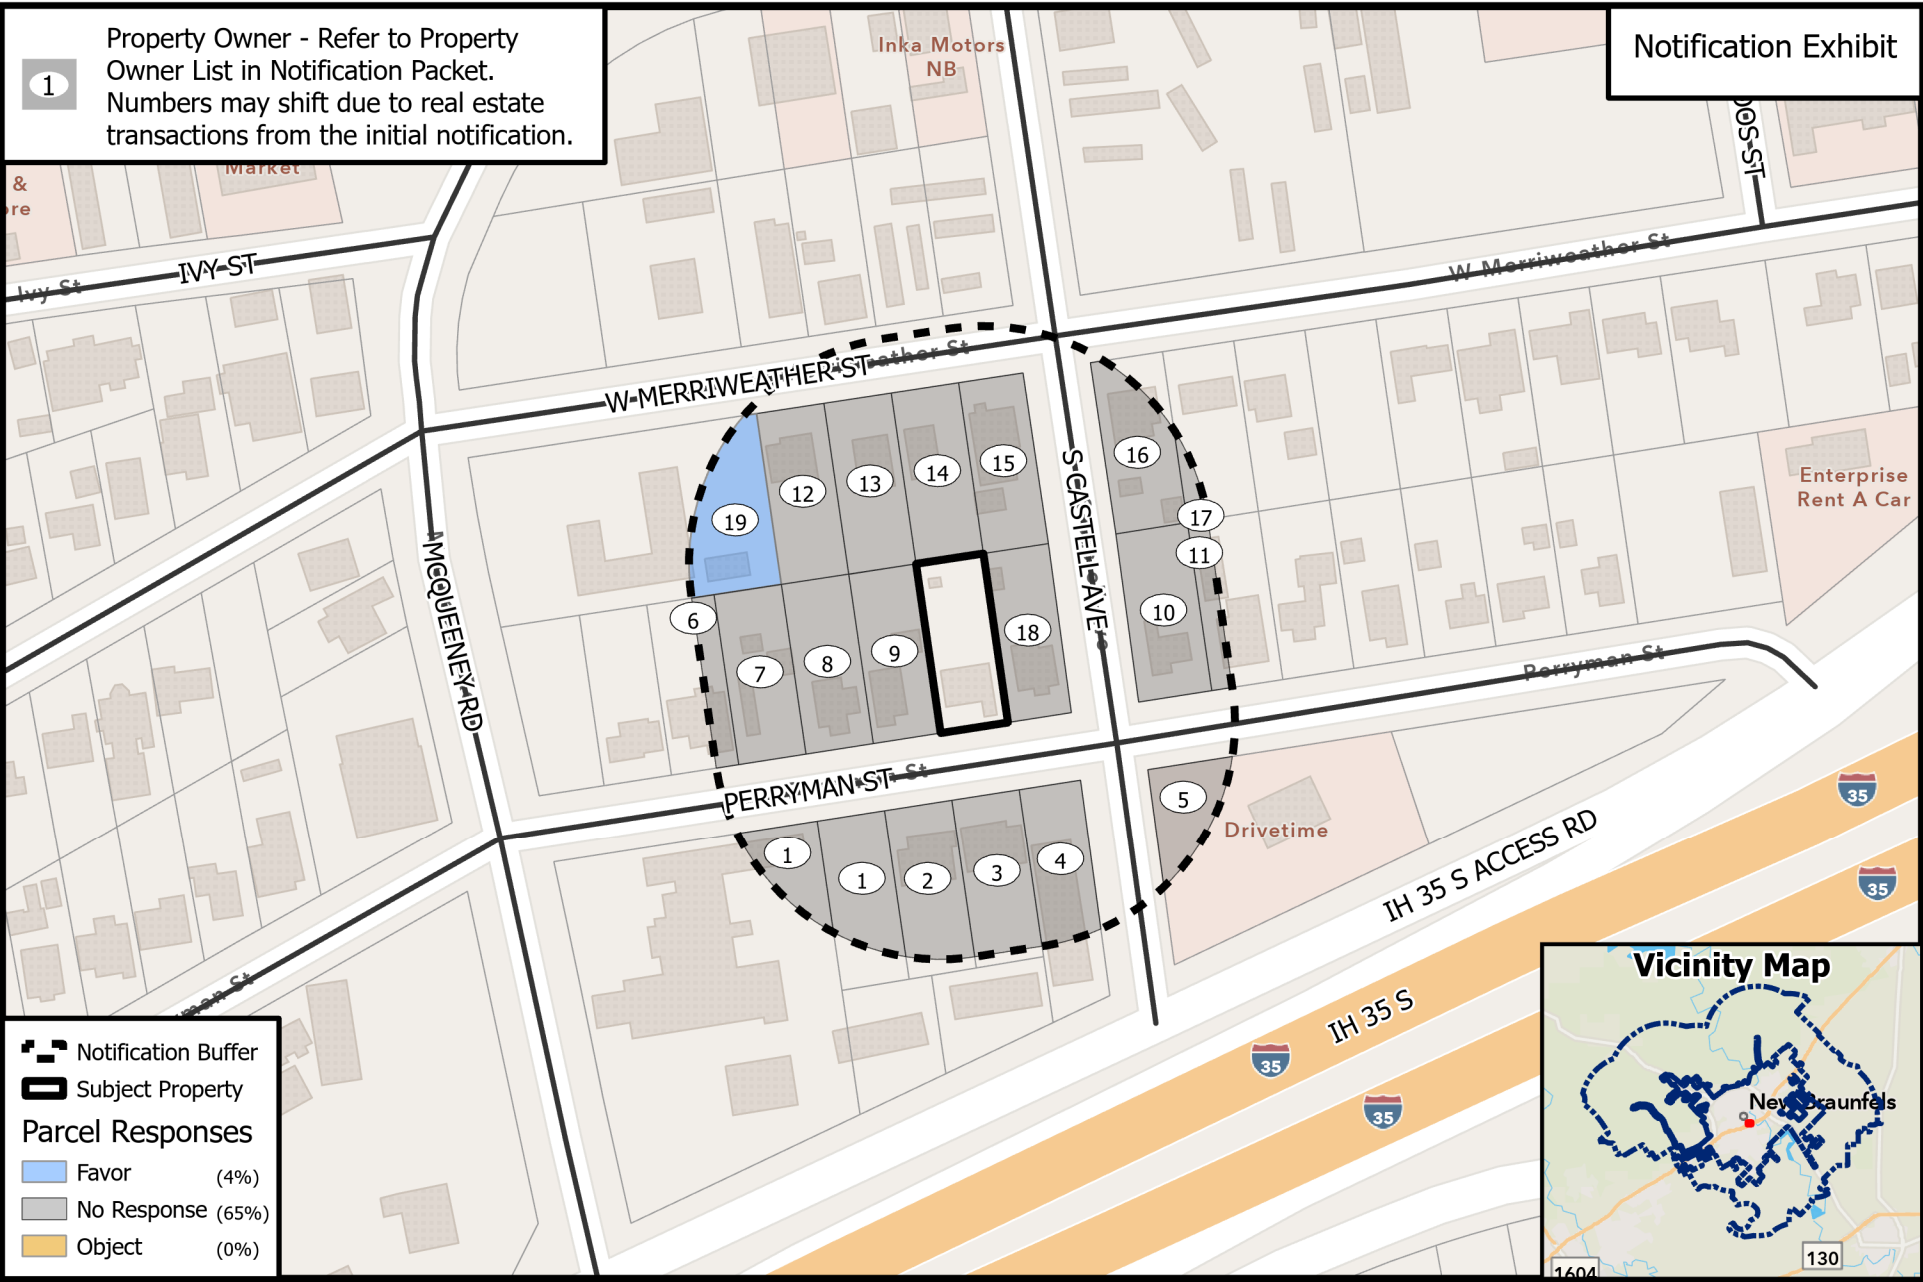 1
Property Owner - Refer to Property
Owner List in Notification Packet.
Numbers may shift due to real estate
transactions from the initial notification.
Notification Exhibit
Inka Motors
NB
Market
&
IVY ST
Ivy St
OOS ST
W Merriweather St
W MERRIWEATHER ST
MCQUEENEY RD
S CASTELL AVE
Enterprise
Rent A Car
19
12
13
14
15
16
17
11
6
7
8
9
18
10
Perryman St
PERRYMAN ST
St
1
1
2
3
4
5
Drivetime
IH 35 S ACCESS RD
IH 35 S
35
35
35
35
Notification Buffer
Subject Property
Parcel Responses
Favor (4%)
No Response (65%)
Object (0%)
Vicinity Map
New Braunfels
130
1604